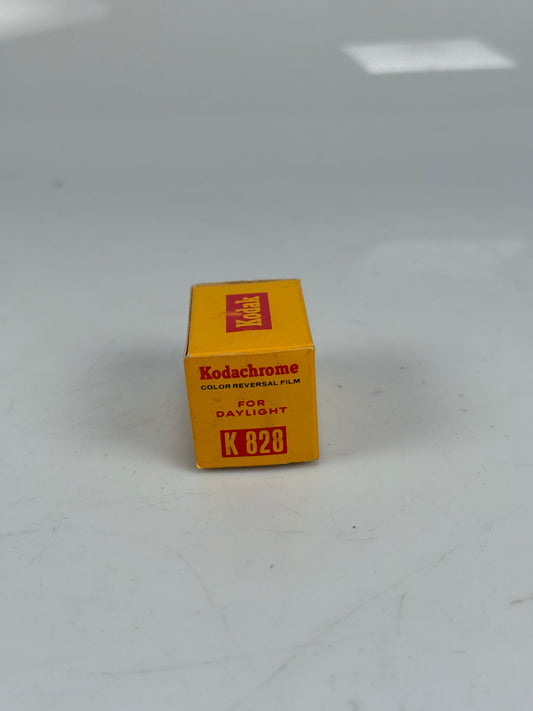 Kodak
Kodachrome
COLOR REVERSAL FILM
FOR
DAYLIGHT
K 828